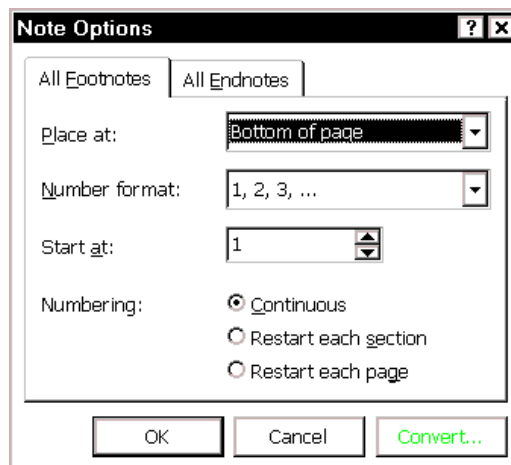 Note Options
All Footnotes All Endnotes
Place at: Bottom of page
Number format: 1, 2, 3, ...
Start at: 1
Numbering: Continuous
Restart each section
Restart each page
OK Cancel Convert...